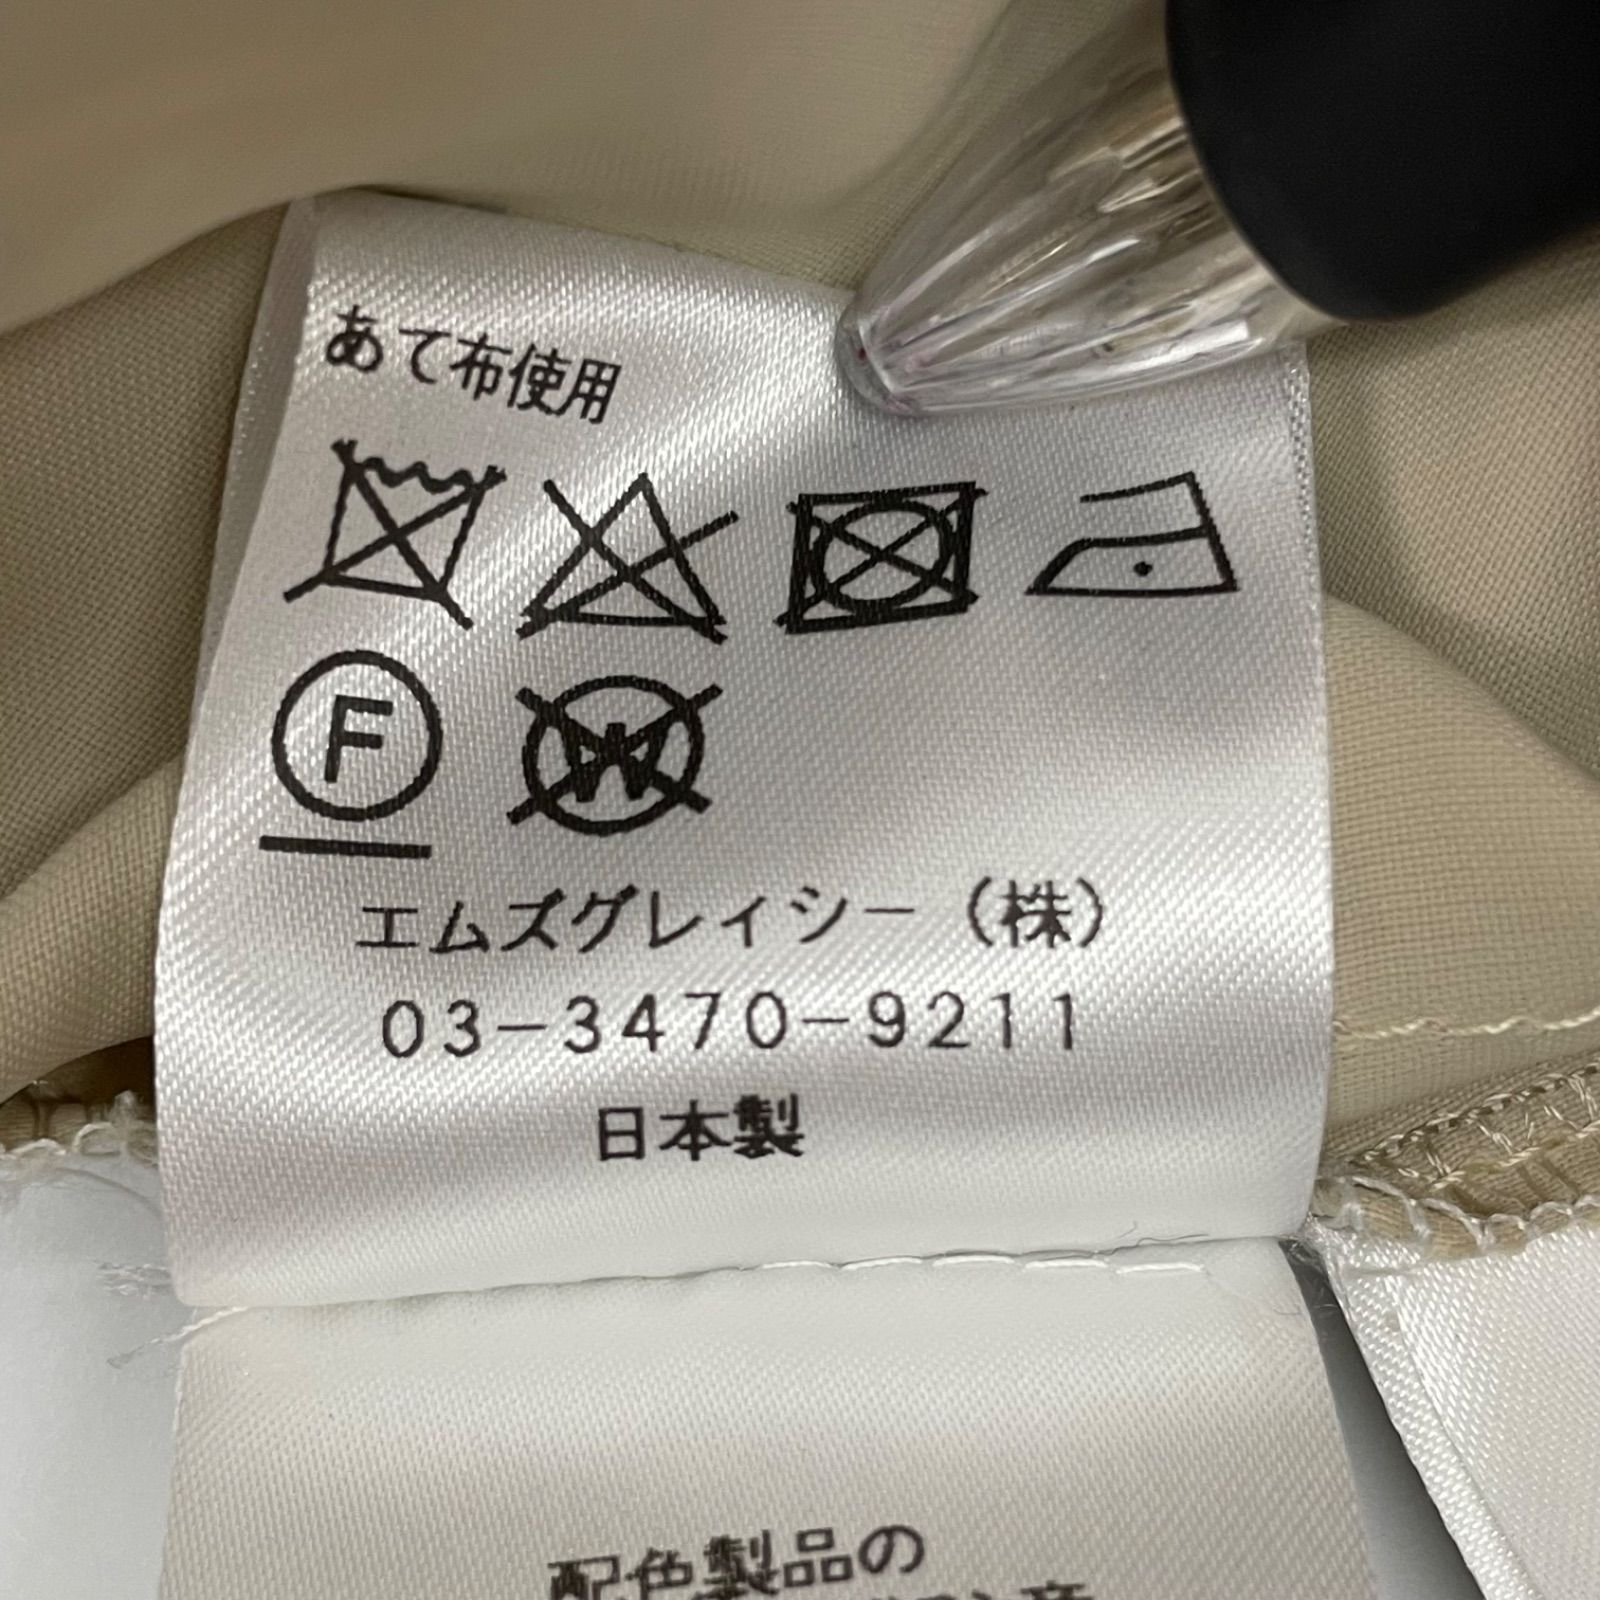 あて布使用
F
W
エムズグレイシー（株）
03-3470-9211
日本製
配色製品の